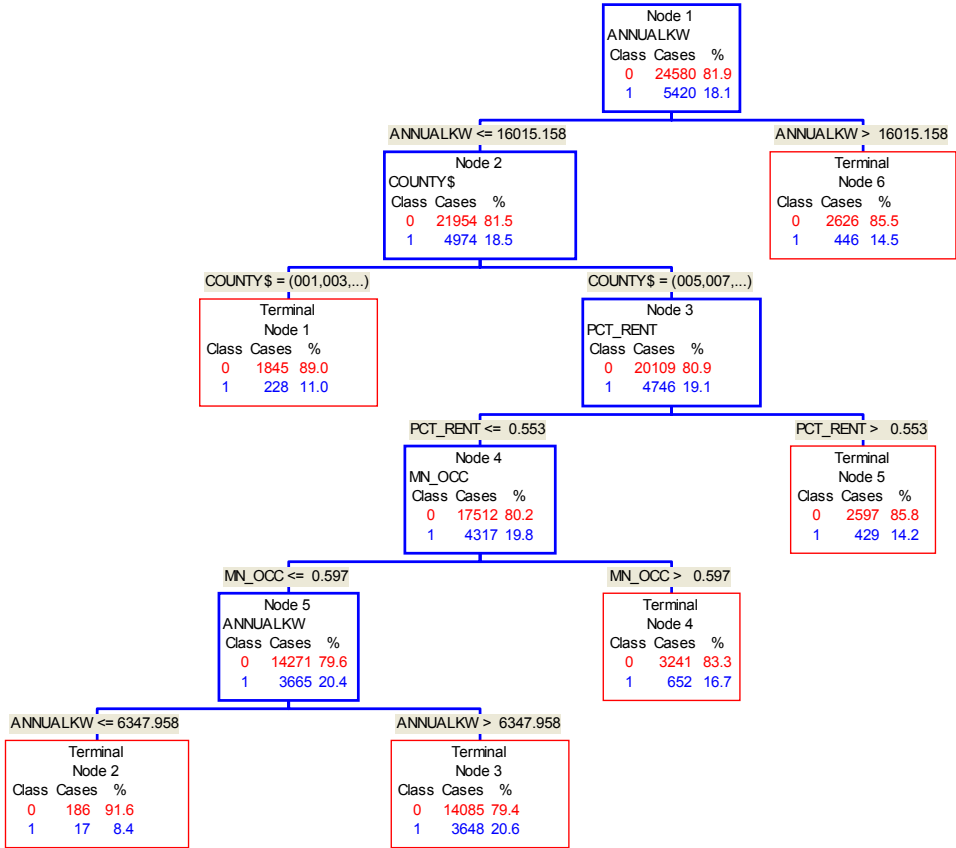 Node 1
ANNUALKW
Class Cases %
0 24580 81.9
1 5420 18.1
ANNUALKW <= 16015.158
ANNUALKW > 16015.158
Node 2
COUNTY$
Class Cases %
0 21954 81.5
1 4974 18.5
Terminal
Node 6
Class Cases %
0 2626 85.5
1 446 14.5
COUNTY$ = (001,003,...)
COUNTY$ = (005,007,...)
Terminal
Node 1
Class Cases %
0 1845 89.0
1 228 11.0
Node 3
PCT_RENT
Class Cases %
0 20109 80.9
1 4746 19.1
PCT_RENT <= 0.553
PCT_RENT > 0.553
Node 4
MN_OCC
Class Cases %
0 17512 80.2
1 4317 19.8
Terminal
Node 5
Class Cases %
0 2597 85.8
1 429 14.2
MN_OCC <= 0.597
MN_OCC > 0.597
Node 5
ANNUALKW
Class Cases %
0 14271 79.6
1 3665 20.4
Terminal
Node 4
Class Cases %
0 3241 83.3
1 652 16.7
ANNUALKW <= 6347.958
ANNUALKW > 6347.958
Terminal
Node 2
Class Cases %
0 186 91.6
1 17 8.4
Terminal
Node 3
Class Cases %
0 14085 79.4
1 3648 20.6